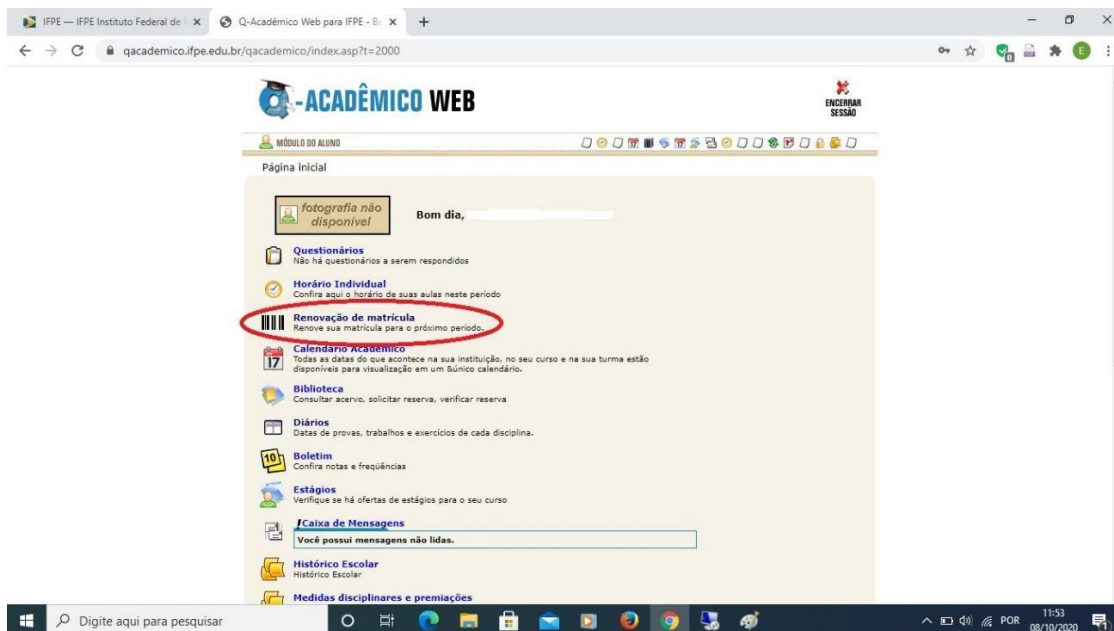 IFPE — IFPE Instituto Federal de
Q-Acadêmico Web para IFPE - Be
qacademico.ifpe.edu.br/qacademico/index.asp?t=2000
E
Q-ACADÊMICO WEB
ENCERRAR
SESSÃO
MÓDULO DO ALUNO
Página inicial
fotografia não
disponível
Bom dia,
Questionários
Não há questionários a serem respondidos
Horário Individual
Confira aqui o horário de suas aulas neste período
Renovação de matrícula
Renove sua matrícula para o próximo período.
17
Calendário Acadêmico
Todas as datas do que acontece na sua instituição, no seu curso e na sua turma estão
disponíveis para visualização em um &único calendário.
Biblioteca
Consultar acervo, solicitar reserva, verificar reserva
Diários
Datas de provas, trabalhos e exercícios de cada disciplina.
10
Boletim
Confira notas e freqüências
Estágios
Verifique se há ofertas de estágios para o seu curso
!Caixa de Mensagens
Você possui mensagens não lidas.
Histórico Escolar
Histórico Escolar
Medidas disciplinares e premiações
Digite aqui para pesquisar
POR
11:53
08/10/2020